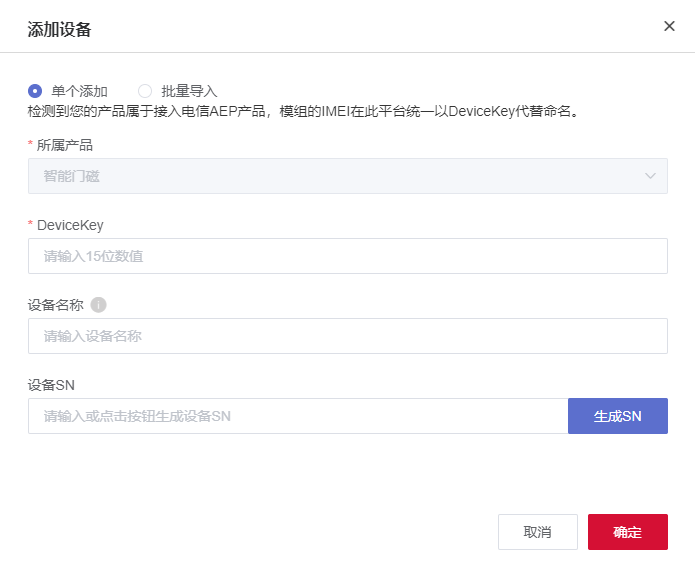 添加设备
单个添加 批量导入
检测到您的产品属于接入电信AEP产品，模组的IMEI在此平台统一以DeviceKey代替命名。
* 所属产品
智能门磁
* DeviceKey
请输入15位数值
设备名称
请输入设备名称
设备SN
请输入或点击按钮生成设备SN 生成SN
取消 确定